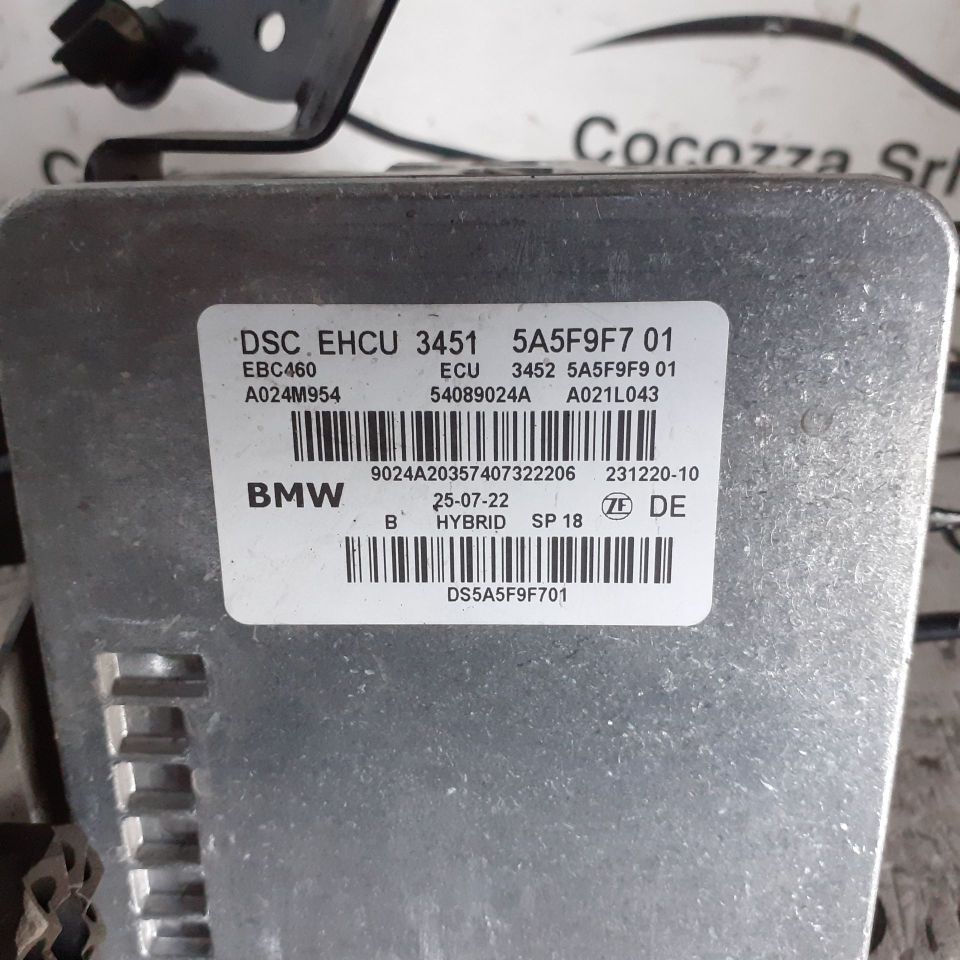 Coc
Cocozza Srl
DSC EHCU 3451 5A5F9F7 01
EBC460 ECU 3452 5A5F9F9 01
A024M954 54089024A A021L043
9024A20357407322206 231220-10
BMW 25-07-22 ZF DE
B HYBRID SP 18
DS5A5F9F701